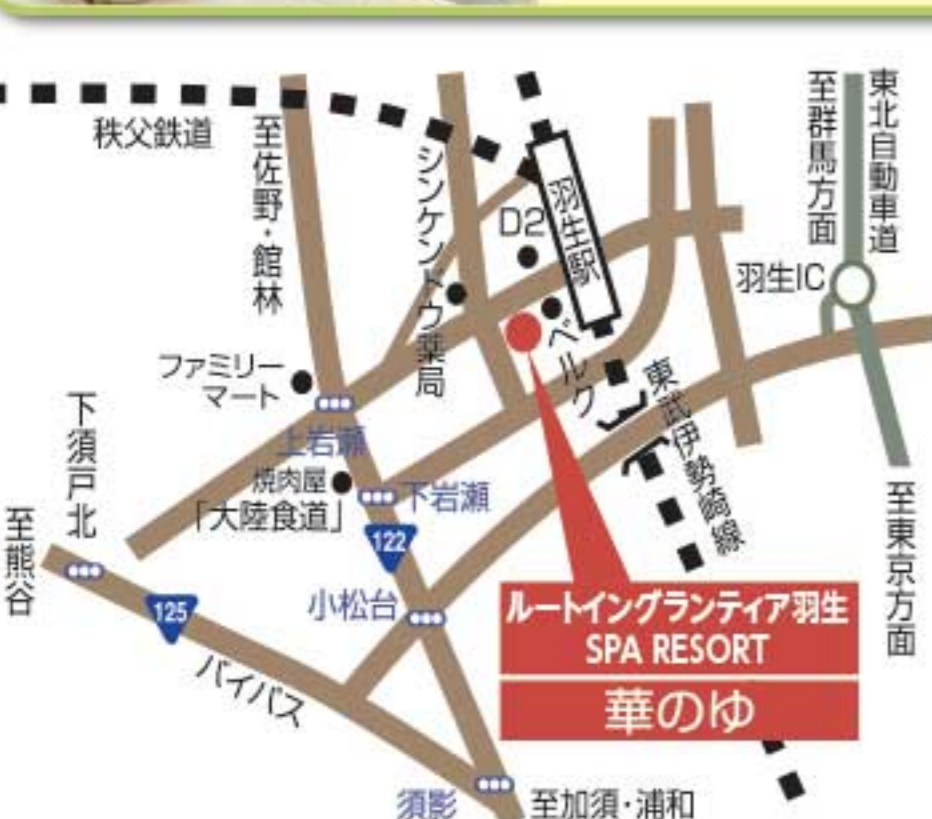 秩父鉄道
至佐野・館林
シンケンドウ薬局
D2
羽生駅
至群馬方面
東北自動車道
羽生IC
ベルク
ファミリー
マート
上岩瀬
東武伊勢崎線
下須戸北
焼肉屋
「大陸食道」
下岩瀬
至熊谷
122
125
小松台
バイパス
ルートイングランティア羽生
SPA RESORT
華のゆ
至東京方面
須影
至加須・浦和